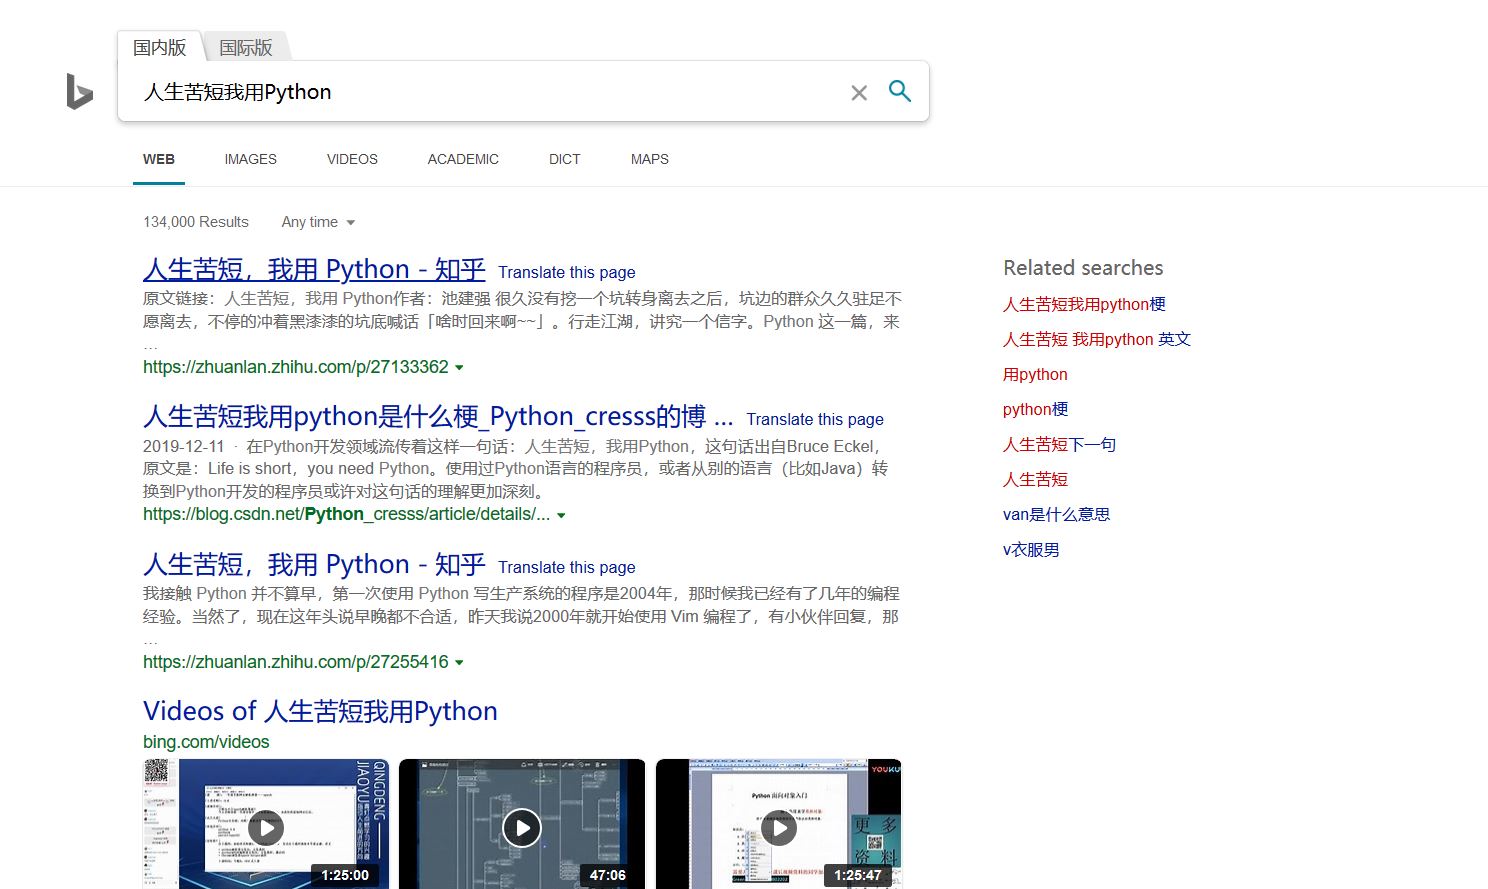 国内版
国际版
人生苦短我用Python
WEB
IMAGES
VIDEOS
ACADEMIC
DICT
MAPS
134,000 Results
Any time
人生苦短，我用 Python - 知乎 Translate this page
原文链接：人生苦短，我用 Python作者：池建强 很久没有挖一个坑转身离去之后，坑边的群众久久驻足不
愿离去，不停的冲着黑漆漆的坑底喊话「啥时回来啊~~」。行走江湖，讲究一个信字。Python 这一篇，来
...
https://zhuanlan.zhihu.com/p/27133362
人生苦短我用python是什么梗_Python_cresss的博 ... Translate this page
2019-12-11 · 在Python开发领域流传着这样一句话：人生苦短，我用Python，这句话出自Bruce Eckel，
原文是：Life is short，you need Python。使用过Python语言的程序员，或者从别的语言（比如Java）转
换到Python开发的程序员或许对这句话的理解更加深刻。
https://blog.csdn.net/Python_cresss/article/details/...
人生苦短，我用 Python - 知乎 Translate this page
我接触 Python 并不算早，第一次使用 Python 写生产系统的程序是2004年，那时候我已经有了几年的编程
经验。当然了，现在这年头说早晚都不合适，昨天我说2000年就开始使用 Vim 编程了，有小伙伴回复，那
...
https://zhuanlan.zhihu.com/p/27255416
Videos of 人生苦短我用Python
bing.com/videos
QINGDENG
JIAOYU
1:25:00
47:06
Python 面向对象入门
YOUKU
更多
资料
1:25:47
Related searches
人生苦短我用python梗
人生苦短 我用python 英文
用python
python梗
人生苦短下一句
人生苦短
van是什么意思
v衣服男